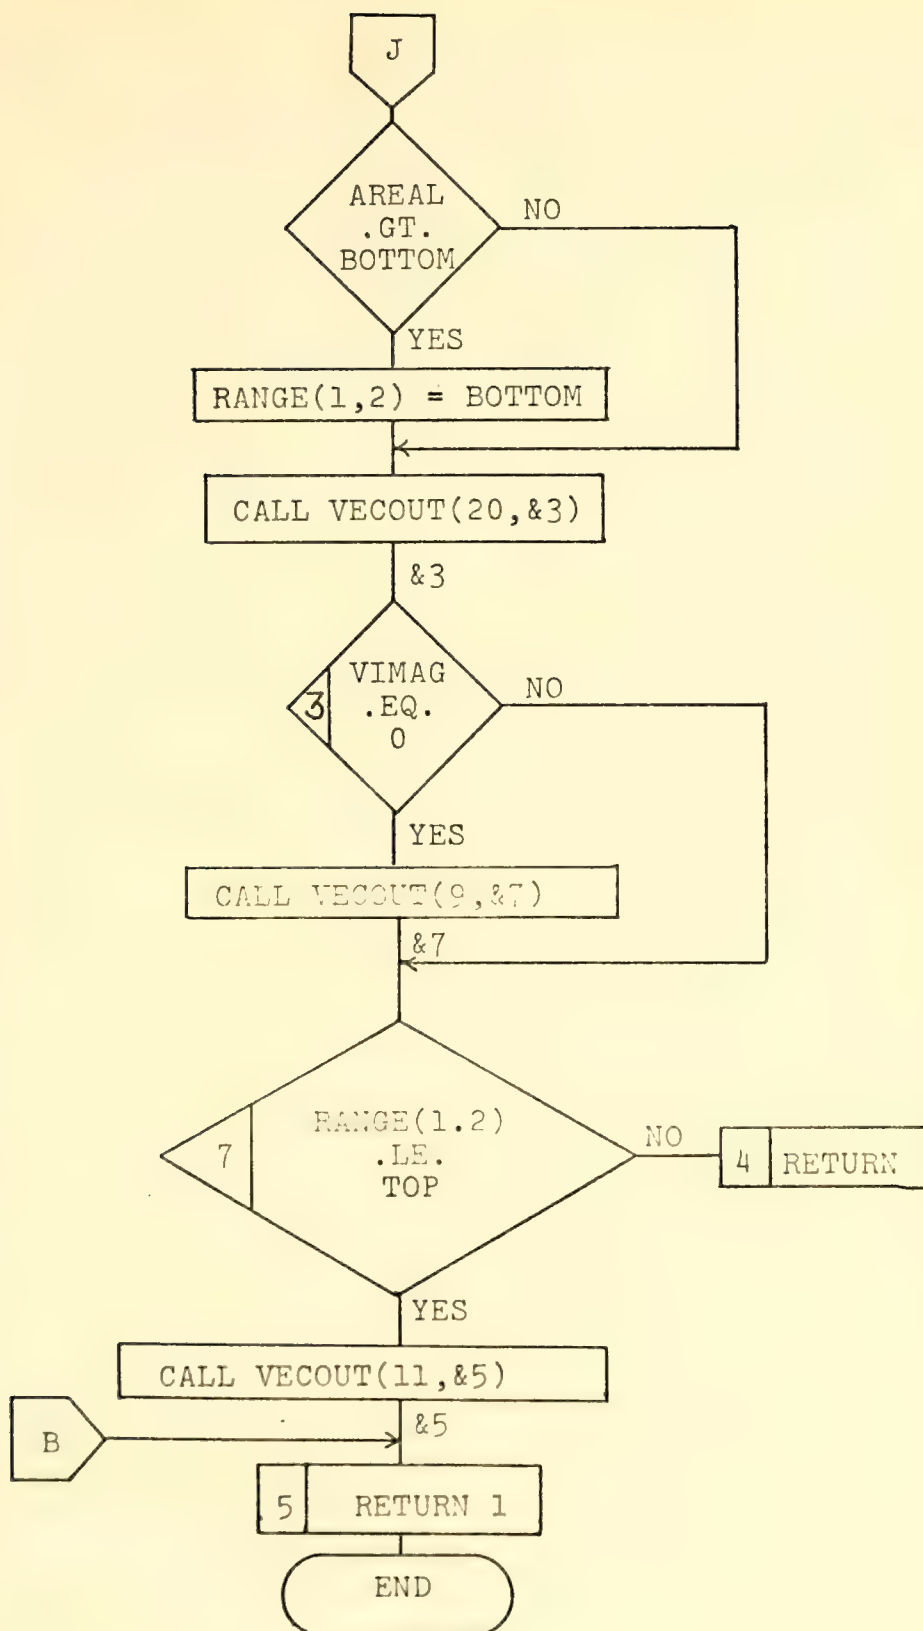 J
AREAL
.GT.
BOTTOM
NO
YES
RANGE(1,2) = BOTTOM
CALL VECOUT(20,&3)
&3
3
VIMAG
.EQ.
0
NO
YES
CALL VECOUT(9,&7)
&7
7
RANGE(1.2)
.LE.
TOP
NO
4 RETURN
YES
CALL VECOUT(11,&5)
B
&5
5 RETURN 1
END